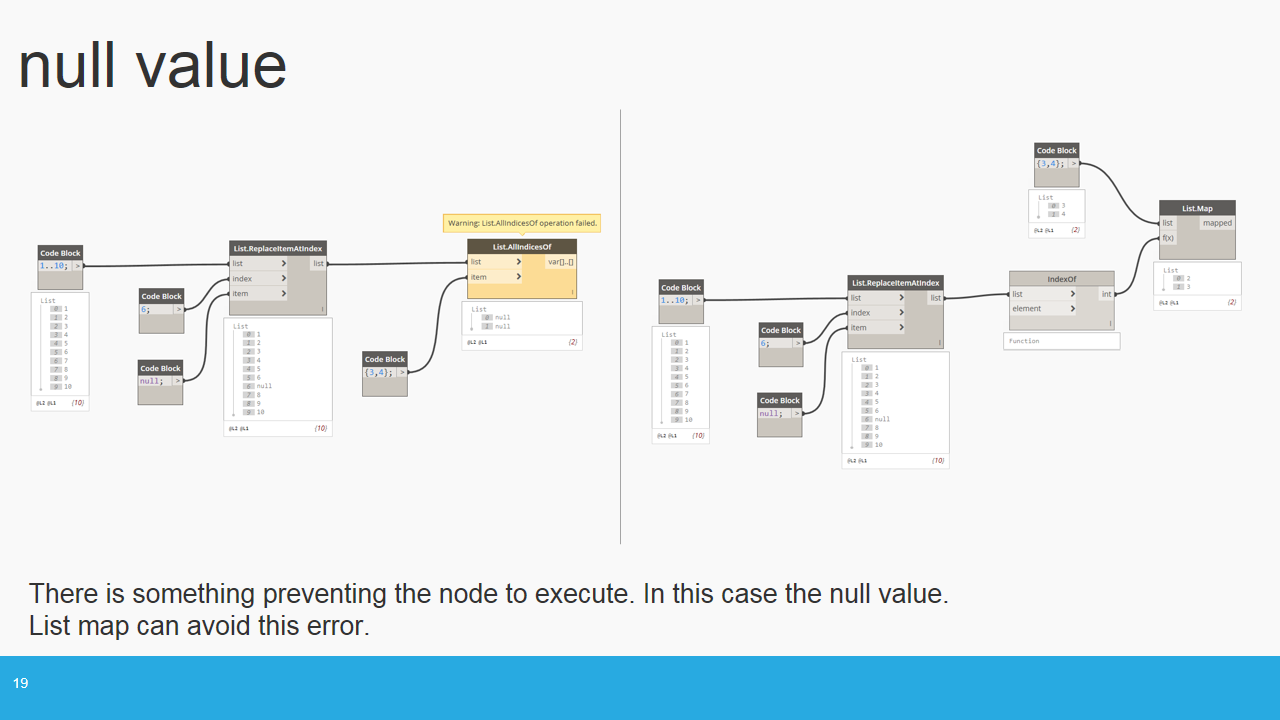 null value
Code Block
1..10; >
List
0 1
1 2
2 3
3 4
4 5
5 6
6 7
7 8
8 9
9 10
@L2 @L1 {10}
Code Block
6; >
Code Block
null; >
List.ReplaceItemAtIndex
list > list
index >
item >
l
List
0 1
1 2
2 3
3 4
4 5
5 6
6 null
7 8
8 9
9 10
@L2 @L1 {10}
Code Block
{3,4}; >
Warning: List.AllIndicesOf operation failed.
List.AllIndicesOf
list > var[]..[]
item >
l
List
0 null
1 null
@L2 @L1 {2}
Code Block
1..10; >
List
0 1
1 2
2 3
3 4
4 5
5 6
6 7
7 8
8 9
9 10
@L2 @L1 {10}
Code Block
6; >
Code Block
null; >
List.ReplaceItemAtIndex
list > list
index >
item >
l
List
0 1
1 2
2 3
3 4
4 5
5 6
6 null
7 8
8 9
9 10
@L2 @L1 {10}
IndexOf
list > int
element >
l
Function
Code Block
{3,4}; >
List
0 3
1 4
@L2 @L1 {2}
List.Map
list mapped
f(x)
List
0 2
1 3
@L2 @L1 {2}
There is something preventing the node to execute. In this case the null value.
List map can avoid this error.
19